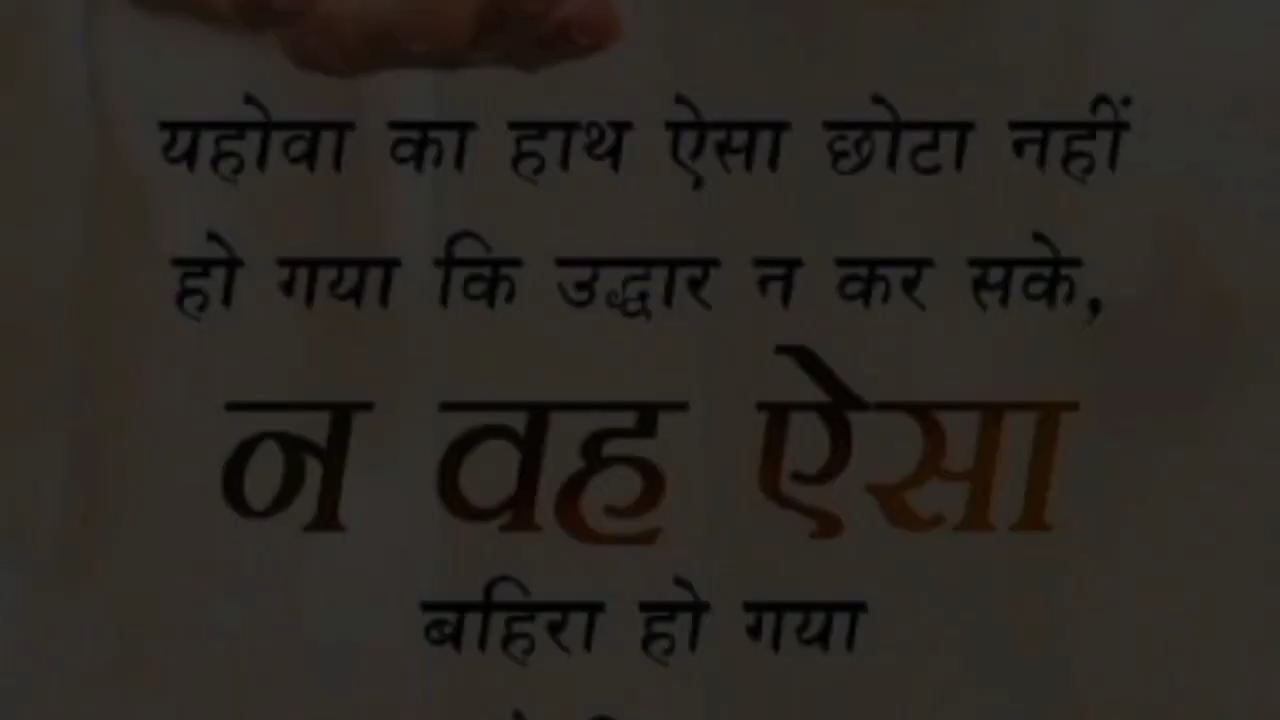 यहोवा का हाथ ऐसा छोटा नहीं
हो गया कि उद्धार न कर सके,
न वह ऐसा
बहिरा हो गया